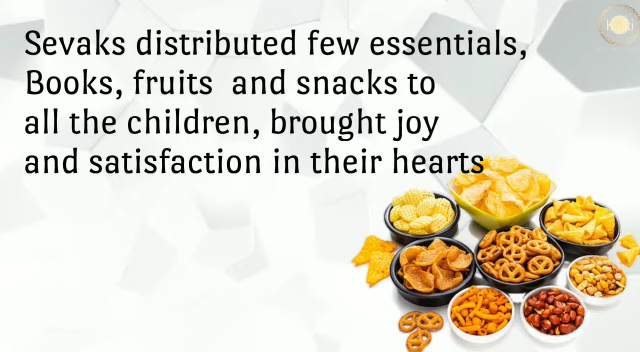 Sevaks distributed few essentials,
Books, fruits and snacks to
all the children, brought joy
and satisfaction in their hearts